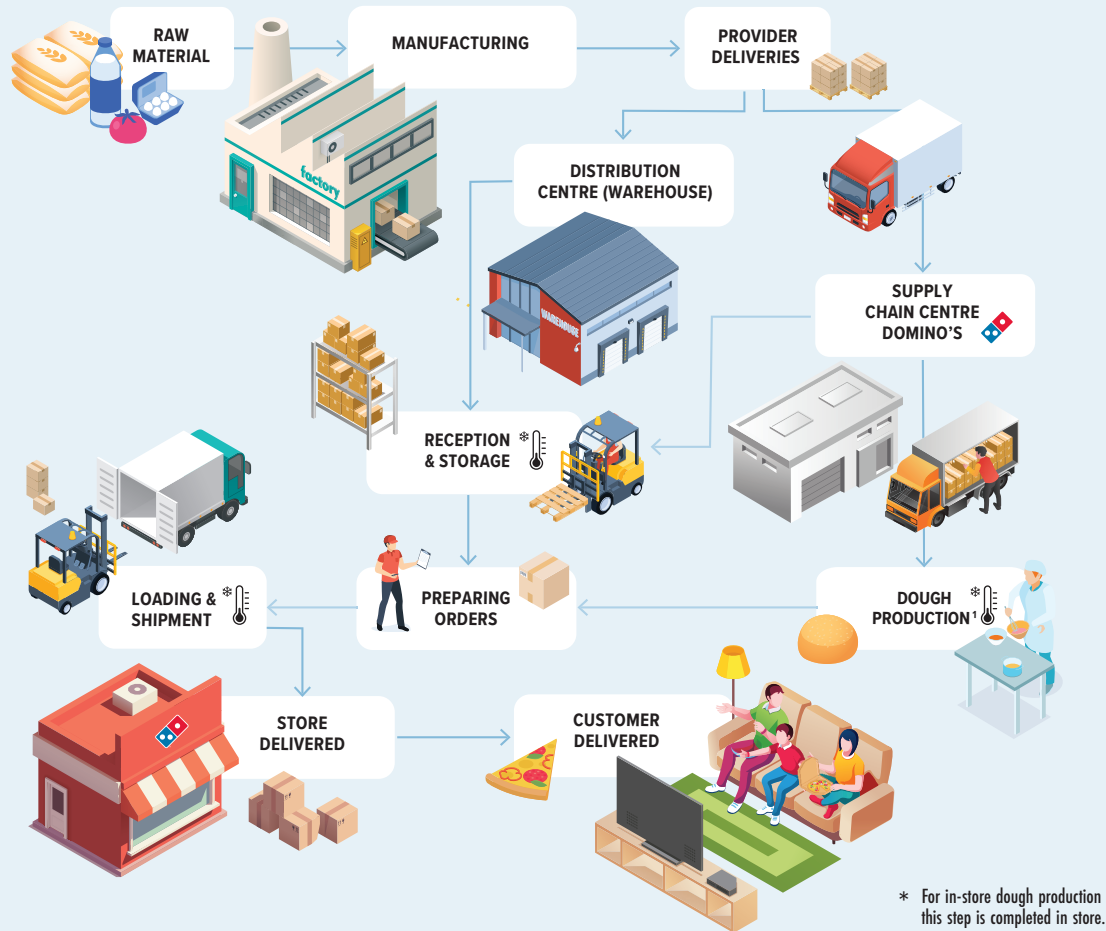 RAW
MATERIAL
MANUFACTURING
PROVIDER
DELIVERIES
factory
DISTRIBUTION
CENTRE (WAREHOUSE)
WAREHOUSE
SUPPLY
CHAIN CENTRE
DOMINO'S
RECEPTION
& STORAGE
LOADING &
SHIPMENT
PREPARING
ORDERS
DOUGH
PRODUCTION¹
STORE
DELIVERED
CUSTOMER
DELIVERED
* For in-store dough production
this step is completed in store.